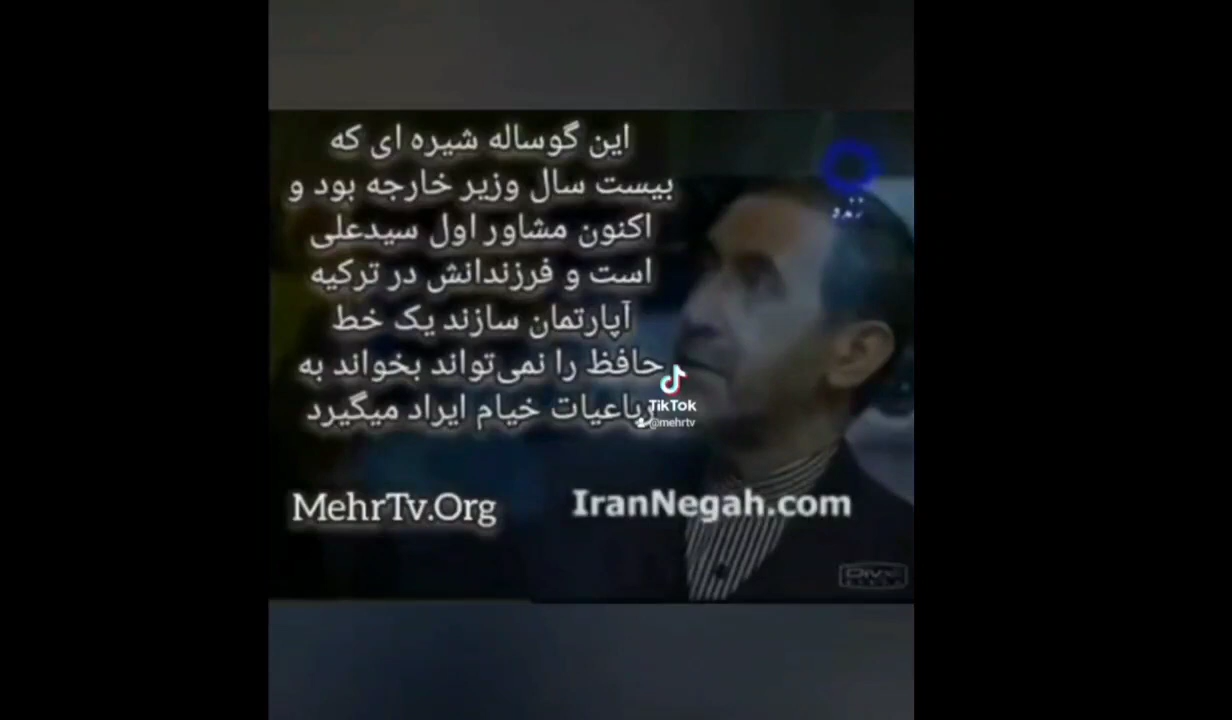 این گوساله شیره ای که
بیست سال وزیر خارجه بود و
اکنون مشاور اول سیدعلی
است و فرزندانش در ترکیه
آپارتمان سازند یک خط
حافظ را نمی‌تواند بخواند به
رباعیات خیام ایراد میگیرد
زنده
TikTok
@mehrtv
MehrTv.Org
IranNegah.com